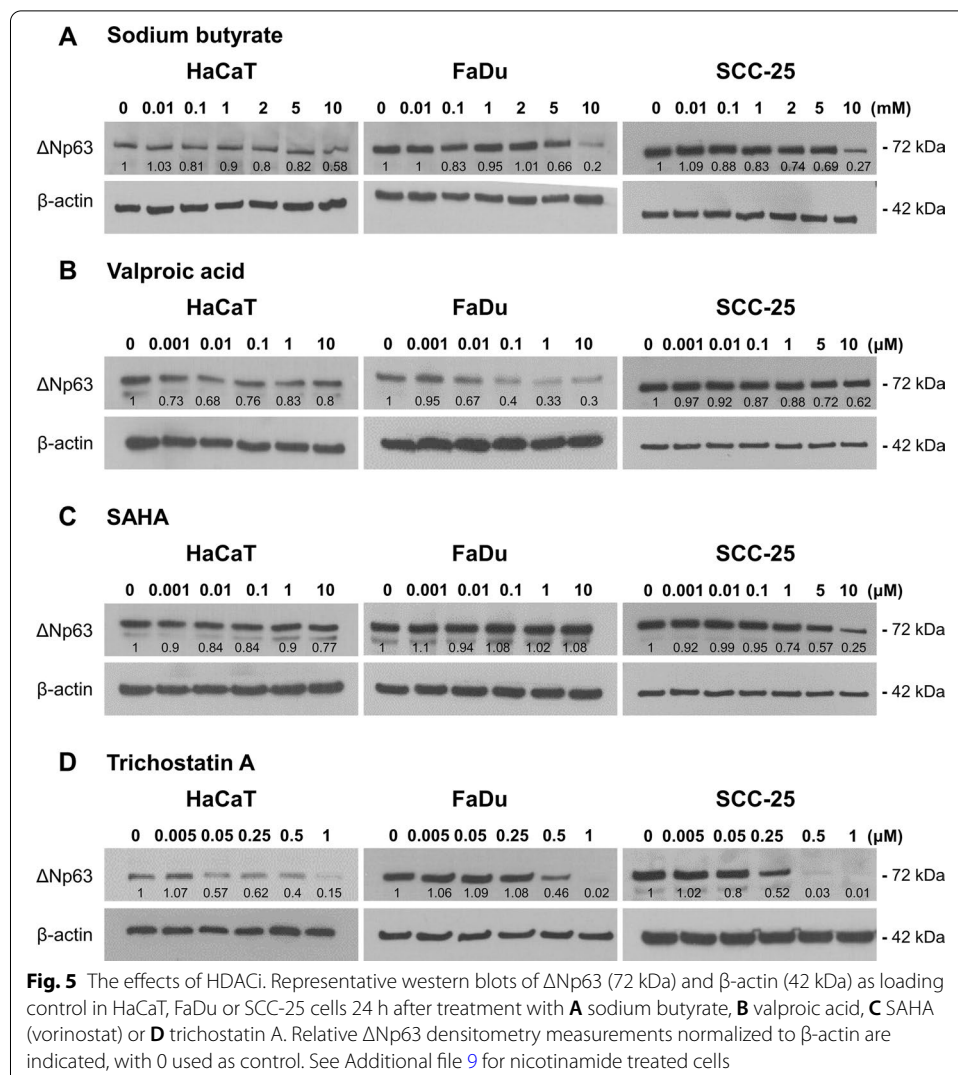 A Sodium butyrate
HaCaT FaDu SCC-25
0 0.01 0.1 1 2 5 10 0 0.01 0.1 1 2 5 10 0 0.01 0.1 1 2 5 10 (mM)
ΔNp63 - 72 kDa
1 1.03 0.81 0.9 0.8 0.82 0.58 1 1 0.83 0.95 1.01 0.66 0.2 1 1.09 0.88 0.83 0.74 0.69 0.27
β-actin - 42 kDa
B Valproic acid
HaCaT FaDu SCC-25
0 0.001 0.01 0.1 1 10 0 0.001 0.01 0.1 1 10 0 0.001 0.01 0.1 1 5 10 (μM)
ΔNp63 - 72 kDa
1 0.73 0.68 0.76 0.83 0.8 1 0.95 0.67 0.4 0.33 0.3 1 0.97 0.92 0.87 0.88 0.72 0.62
β-actin - 42 kDa
C SAHA
HaCaT FaDu SCC-25
0 0.001 0.01 0.1 1 10 0 0.001 0.01 0.1 1 10 0 0.001 0.01 0.1 1 5 10 (μM)
ΔNp63 - 72 kDa
1 0.9 0.84 0.84 0.9 0.77 1 1.1 0.94 1.08 1.02 1.08 1 0.92 0.99 0.95 0.74 0.57 0.25
β-actin - 42 kDa
D Trichostatin A
HaCaT FaDu SCC-25
0 0.005 0.05 0.25 0.5 1 0 0.005 0.05 0.25 0.5 1 0 0.005 0.05 0.25 0.5 1 (μM)
ΔNp63 - 72 kDa
1 1.07 0.57 0.62 0.4 0.15 1 1.06 1.09 1.08 0.46 0.02 1 1.02 0.8 0.52 0.03 0.01
β-actin - 42 kDa
Fig. 5 The effects of HDACi. Representative western blots of ΔNp63 (72 kDa) and β-actin (42 kDa) as loading
control in HaCaT, FaDu or SCC-25 cells 24 h after treatment with A sodium butyrate, B valproic acid, C SAHA
(vorinostat) or D trichostatin A. Relative ΔNp63 densitometry measurements normalized to β-actin are
indicated, with 0 used as control. See Additional file 9 for nicotinamide treated cells